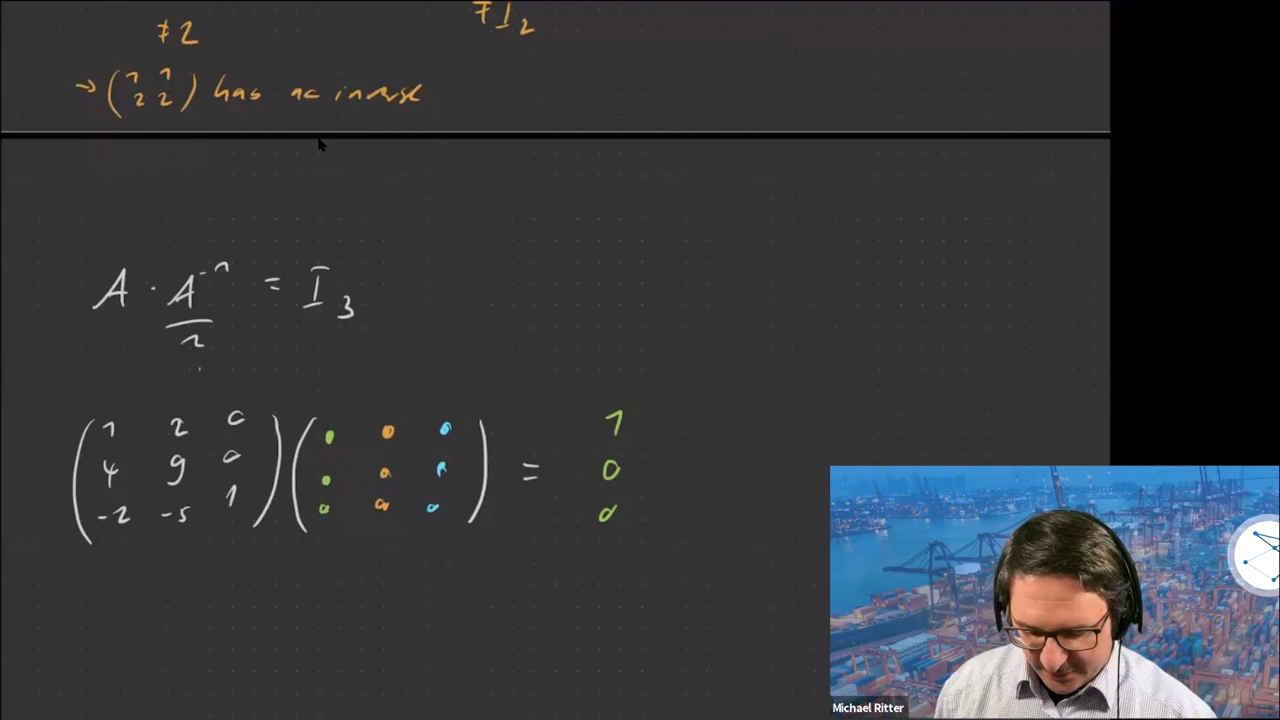 ≠ 2
≠ I₂
→ (1 1
2 2) has no inverse
A · A⁻¹ = I₃
?
(1 2 0
4 9 0
-2 -5 1) ( ) = 1
0
0
Michael Ritter